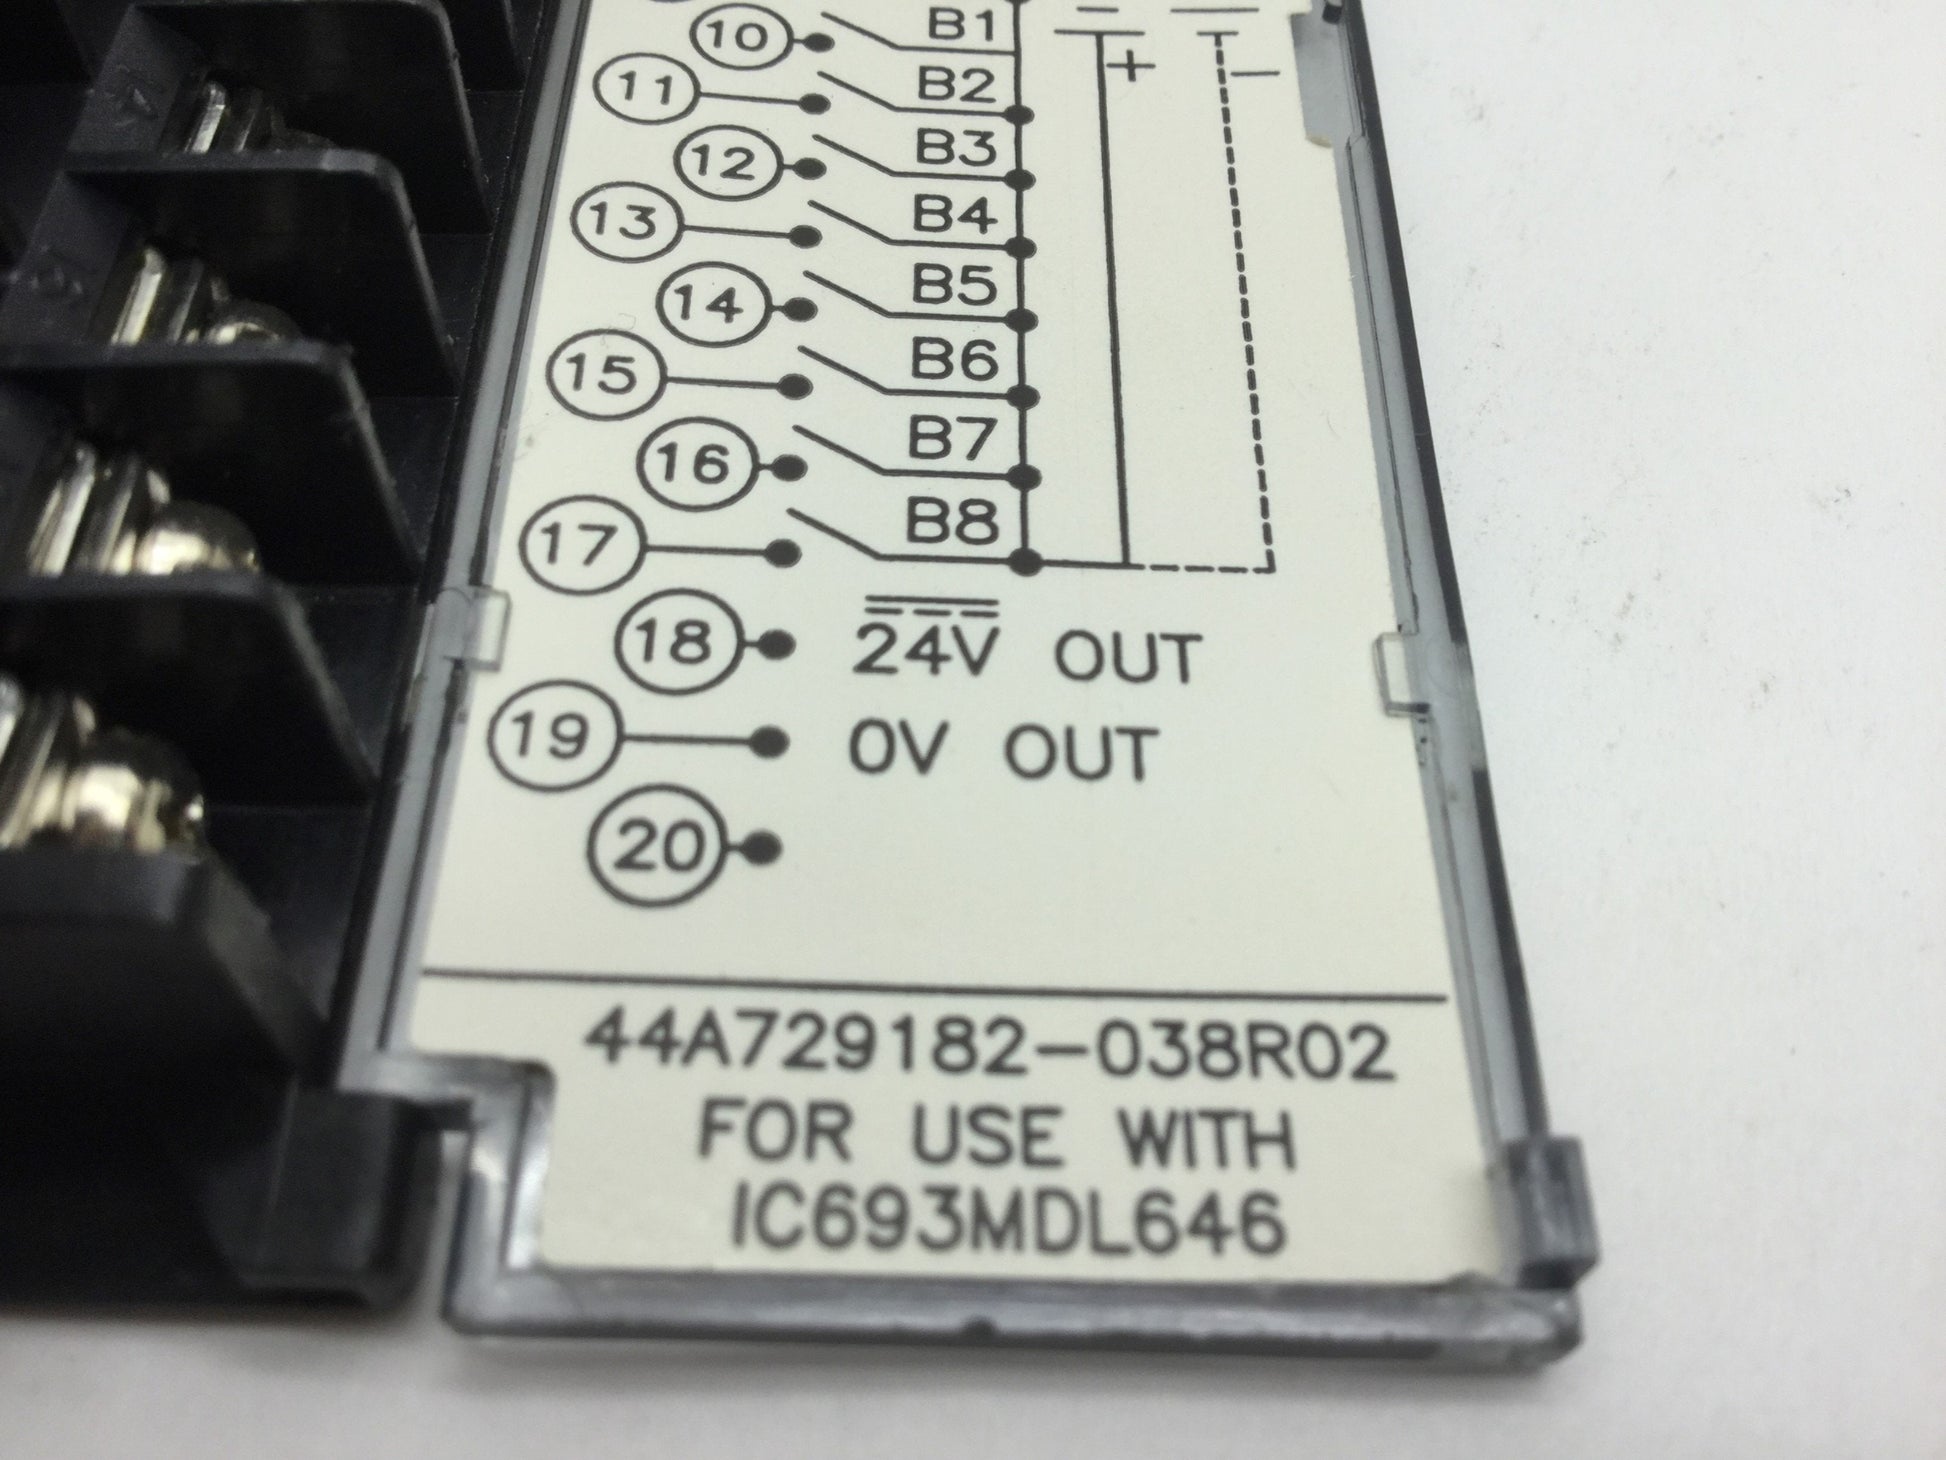 10 B1
+ -
11 B2
12 B3
13 B4
14 B5
15 B6
16 B7
17 B8
18 24V OUT
19 0V OUT
20
44A729182-038R02
FOR USE WITH
IC693MDL646